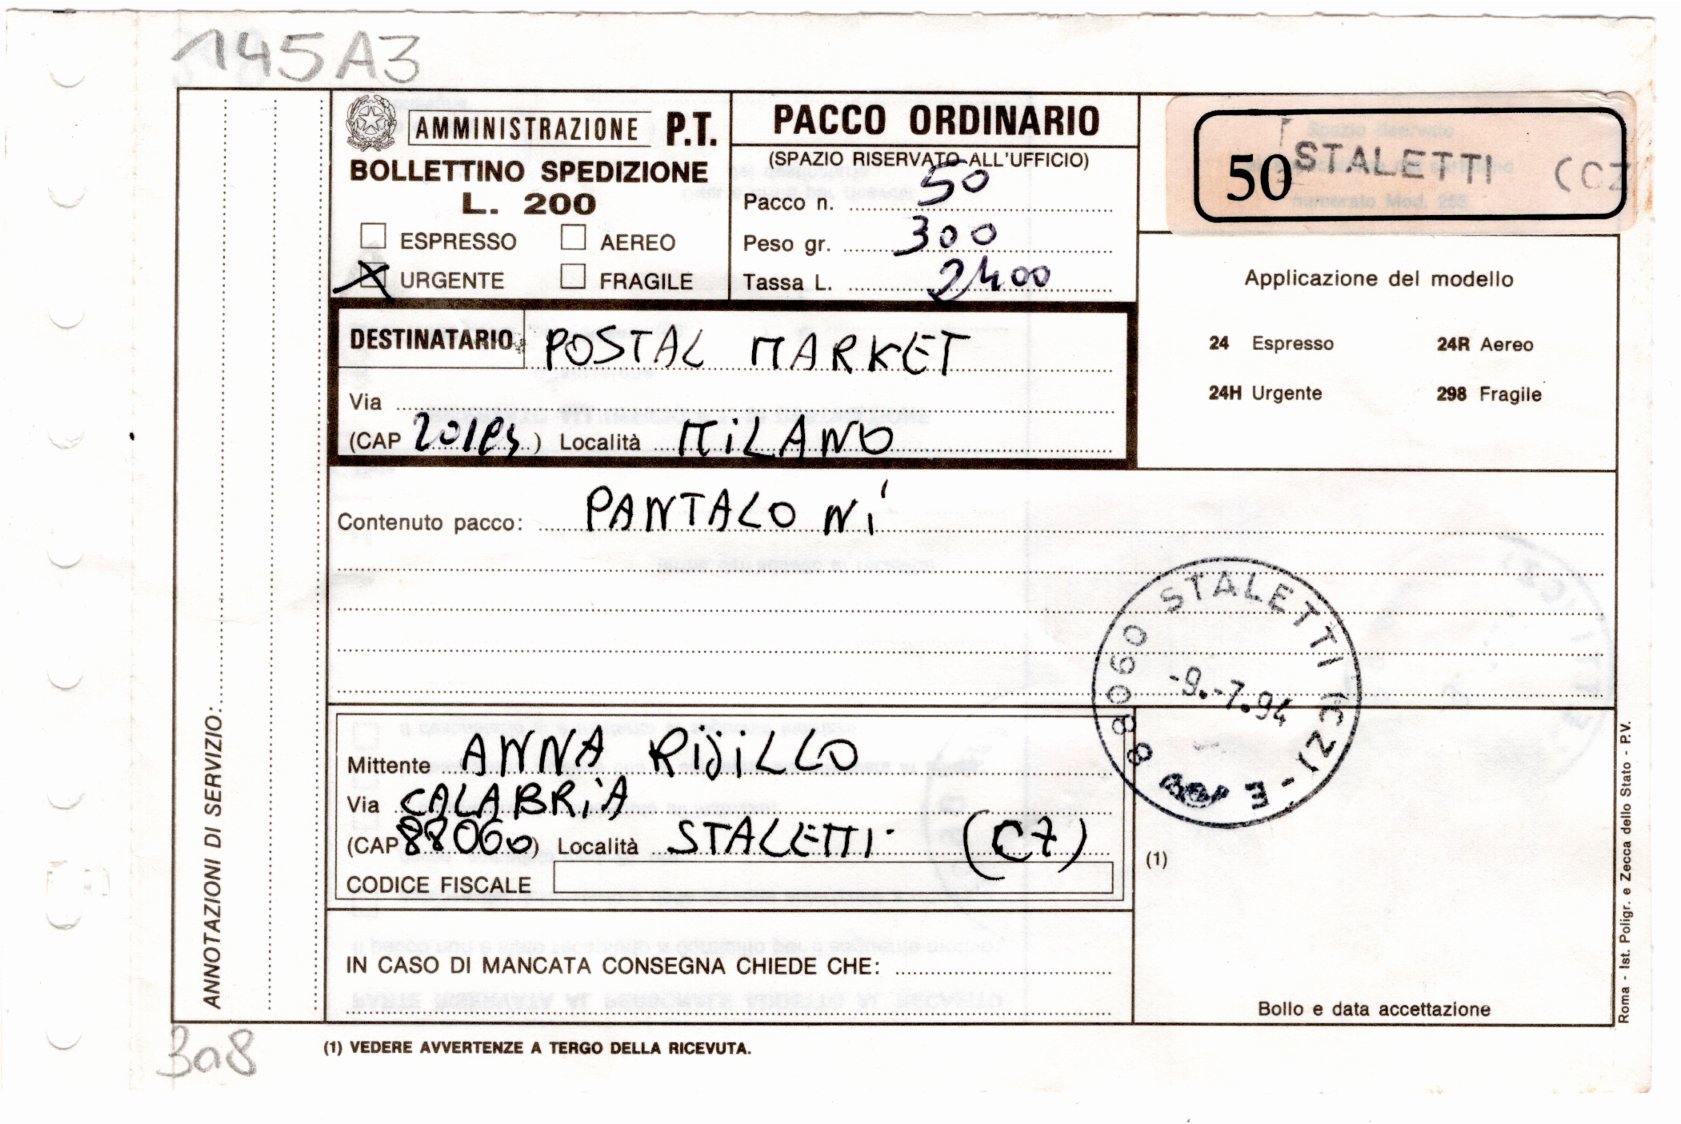 145A3
AMMINISTRAZIONE P.T.
BOLLETTINO SPEDIZIONE
L. 200
ESPRESSO AEREO
URGENTE FRAGILE
PACCO ORDINARIO
(SPAZIO RISERVATO ALL'UFFICIO)
Pacco n. 50
Peso gr. 300
Tassa L. 2400
50 STALETTI (CZ
Applicazione del modello
24 Espresso 24R Aereo
24H Urgente 298 Fragile
DESTINATARIO POSTAL MARKET
Via
(CAP ) Località MILANO
Contenuto pacco: PANTALONI
88060 STALETTI (CZ) - E
-9.-7.94
Mittente ANNA RIJILLO
Via CALABRIA
(CAP 88060) Località STALETTI (CZ)
CODICE FISCALE
(1)
IN CASO DI MANCATA CONSEGNA CHIEDE CHE:
Bollo e data accettazione
ANNOTAZIONI DI SERVIZIO:
Roma - Ist. Poligr. e Zecca dello Stato - P.V.
(1) VEDERE AVVERTENZE A TERGO DELLA RICEVUTA.